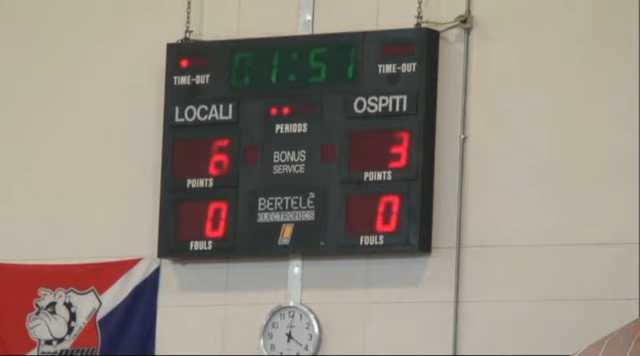 1:51
TIME-OUT
TIME-OUT
LOCALI
OSPITI
PERIODS
6
3
BONUS
SERVICE
POINTS
POINTS
BERTELÈ
ELECTRONICS
0
0
FOULS
FOULS